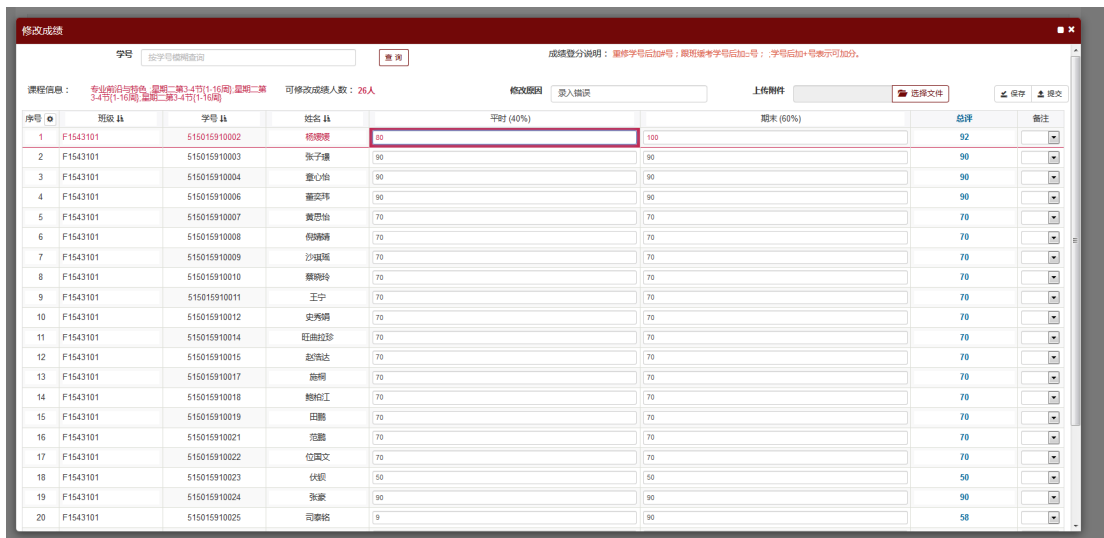 修改成绩
学号 按学号模糊查询 查 询 成绩登分说明： 重修学号后加#号；跟班缓考学号后加=号； ,学号后加+号表示可加分。
课程信息： 专业前沿与特色 ,星期二第3-4节{1-16周},星期二第 可修改成绩人数： 26人 修改原因 录入错误 上传附件 选择文件 保存 提交
3-4节{1-16周},星期二第3-4节{1-16周}
序号 班级 学号 姓名 平时 (40%) 期末 (60%) 总评 备注
1 F1543101 515015910002 杨媛媛 80 100 92
2 F1543101 515015910003 90 90 90
3 F1543101 515015910004 章心怡 90 90 90
4 F1543101 515015910006 董奕玮 90 90 90
5 F1543101 515015910007 黄思怡 70 70 70
6 F1543101 515015910008 倪婧婧 70 70 70
7 F1543101 515015910009 沙琪瑶 70 70 70
8 F1543101 515015910010 蔡晓玲 70 70 70
9 F1543101 515015910011 王宁 70 70 70
10 F1543101 515015910012 史秀娟 70 70 70
11 F1543101 515015910014 旺曲拉珍 70 70 70
12 F1543101 515015910015 赵浩达 70 70 70
13 F1543101 515015910017 施桐 70 70 70
14 F1543101 515015910018 鲍柏江 70 70 70
15 F1543101 515015910019 田鹏 70 70 70
16 F1543101 515015910021 范鹏 70 70 70
17 F1543101 515015910022 位国文 70 70 70
18 F1543101 515015910023 伏钡 50 50 50
19 F1543101 515015910024 张豪 90 90 90
20 F1543101 515015910025 司泰铭 9 90 58